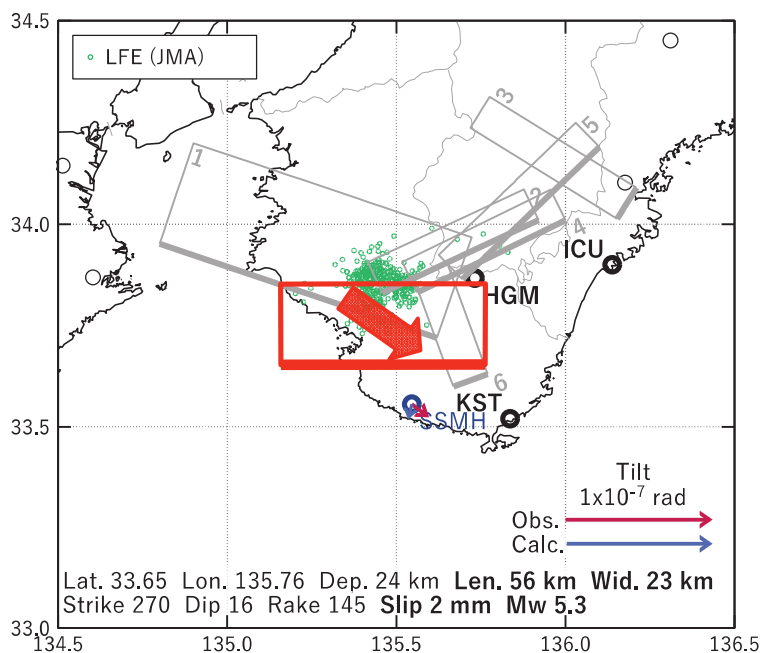 34.5
LFE (JMA)
3
5
1
2
34.0
4
ICU
HGM
6
KST
33.5
SSMH
Tilt
1x10⁻⁷ rad
Obs.
Calc.
Lat. 33.65 Lon. 135.76 Dep. 24 km Len. 56 km Wid. 23 km
Strike 270 Dip 16 Rake 145 Slip 2 mm Mw 5.3
33.0
134.5 135.0 135.5 136.0 136.5